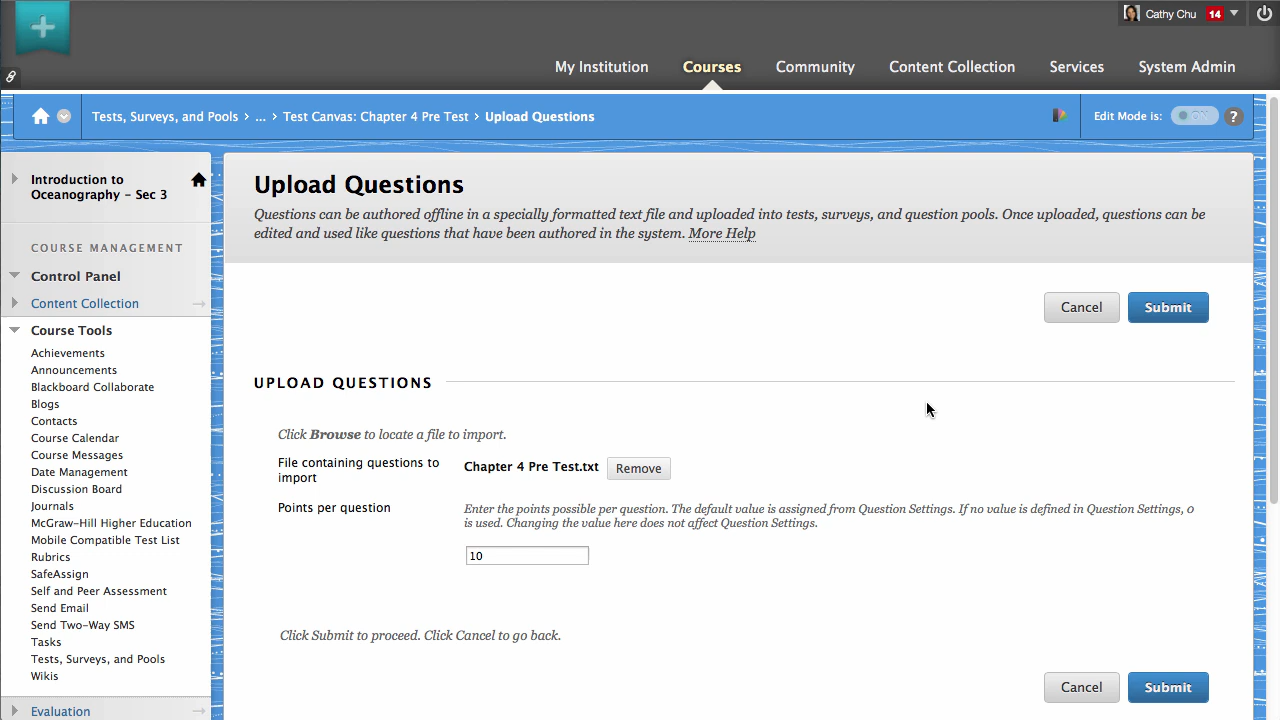 Cathy Chu 14
My Institution Courses Community Content Collection Services System Admin
Tests, Surveys, and Pools > ... > Test Canvas: Chapter 4 Pre Test > Upload Questions
Edit Mode is: ON ?
Introduction to
Oceanography – Sec 3
COURSE MANAGEMENT
Control Panel
Content Collection
Course Tools
Achievements
Announcements
Blackboard Collaborate
Blogs
Contacts
Course Calendar
Course Messages
Date Management
Discussion Board
Journals
McGraw-Hill Higher Education
Mobile Compatible Test List
Rubrics
SafeAssign
Self and Peer Assessment
Send Email
Send Two-Way SMS
Tasks
Tests, Surveys, and Pools
Wikis
Evaluation
Upload Questions
Questions can be authored offline in a specially formatted text file and uploaded into tests, surveys, and question pools. Once uploaded, questions can be
edited and used like questions that have been authored in the system. More Help
Cancel Submit
UPLOAD QUESTIONS
Click Browse to locate a file to import.
File containing questions to
import
Chapter 4 Pre Test.txt Remove
Points per question
Enter the points possible per question. The default value is assigned from Question Settings. If no value is defined in Question Settings, 0
is used. Changing the value here does not affect Question Settings.
10
Click Submit to proceed. Click Cancel to go back.
Cancel Submit